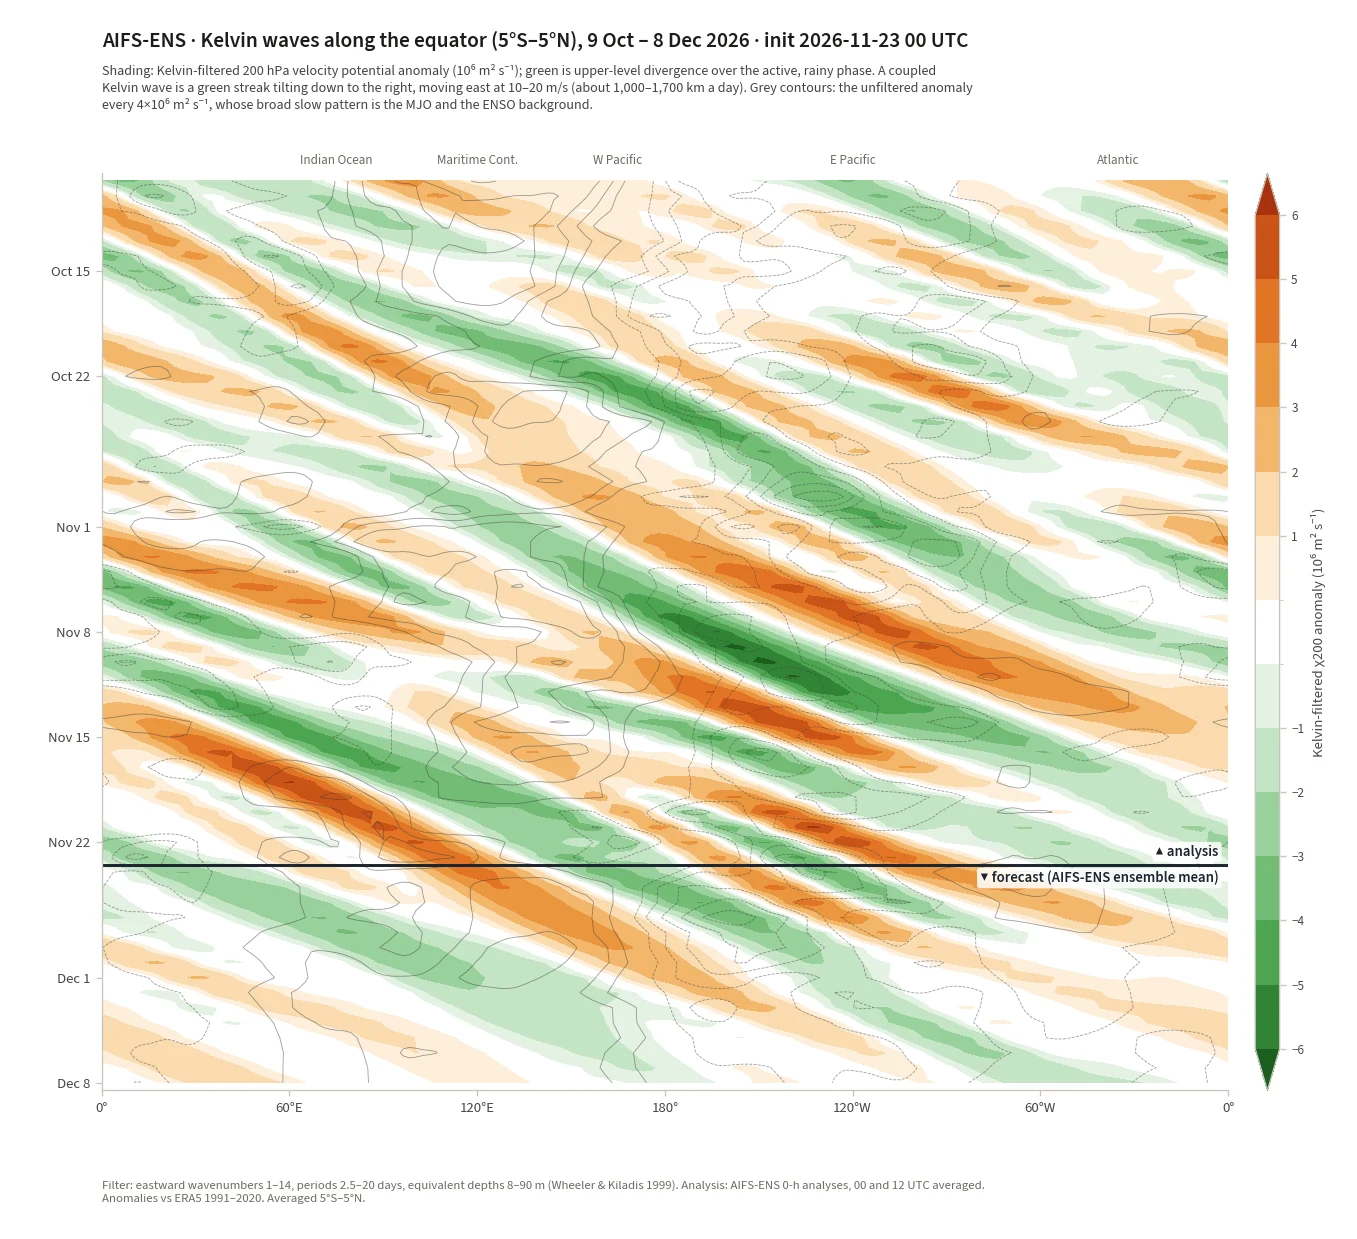 AIFS-ENS · Kelvin waves along the equator (5°S–5°N), 9 Oct – 8 Dec 2026 · init 2026-11-23 00 UTC
Shading: Kelvin-filtered 200 hPa velocity potential anomaly (10⁶ m² s⁻¹); green is upper-level divergence over the active, rainy phase. A coupled
Kelvin wave is a green streak tilting down to the right, moving east at 10–20 m/s (about 1,000–1,700 km a day). Grey contours: the unfiltered anomaly
every 4×10⁶ m² s⁻¹, whose broad slow pattern is the MJO and the ENSO background.
Indian Ocean
Maritime Cont.
W Pacific
E Pacific
Atlantic
Oct 15
Oct 22
Nov 1
Nov 8
Nov 15
Nov 22
Dec 1
Dec 8
▲ analysis
▼ forecast (AIFS-ENS ensemble mean)
0°
60°E
120°E
180°
120°W
60°W
0°
6
5
4
3
2
1
−1
−2
−3
−4
−5
−6
Kelvin-filtered χ200 anomaly (10⁶ m² s⁻¹)
Filter: eastward wavenumbers 1–14, periods 2.5–20 days, equivalent depths 8–90 m (Wheeler & Kiladis 1999). Analysis: AIFS-ENS 0-h analyses, 00 and 12 UTC averaged.
Anomalies vs ERA5 1991–2020. Averaged 5°S–5°N.